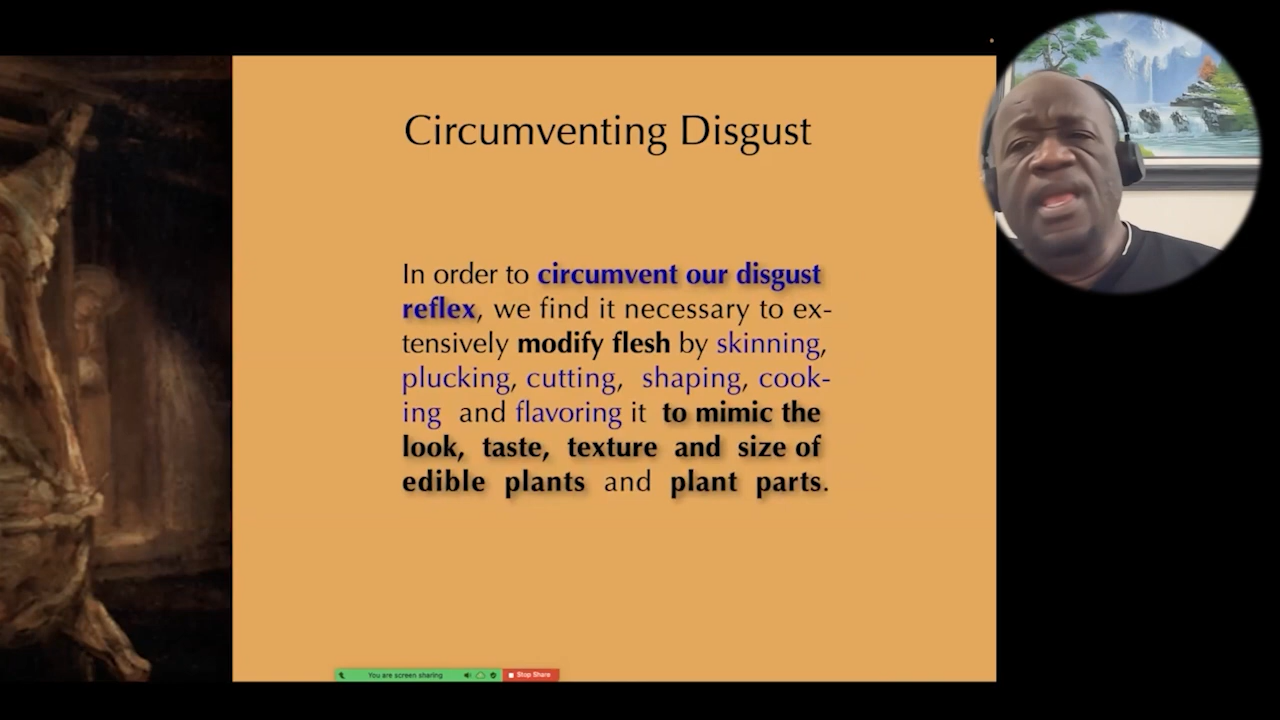 Circumventing Disgust
In order to circumvent our disgust
reflex, we find it necessary to ex-
tensively modify flesh by skinning,
plucking, cutting, shaping, cook-
ing and flavoring it to mimic the
look, taste, texture and size of
edible plants and plant parts.
You are screen sharing
Stop Share